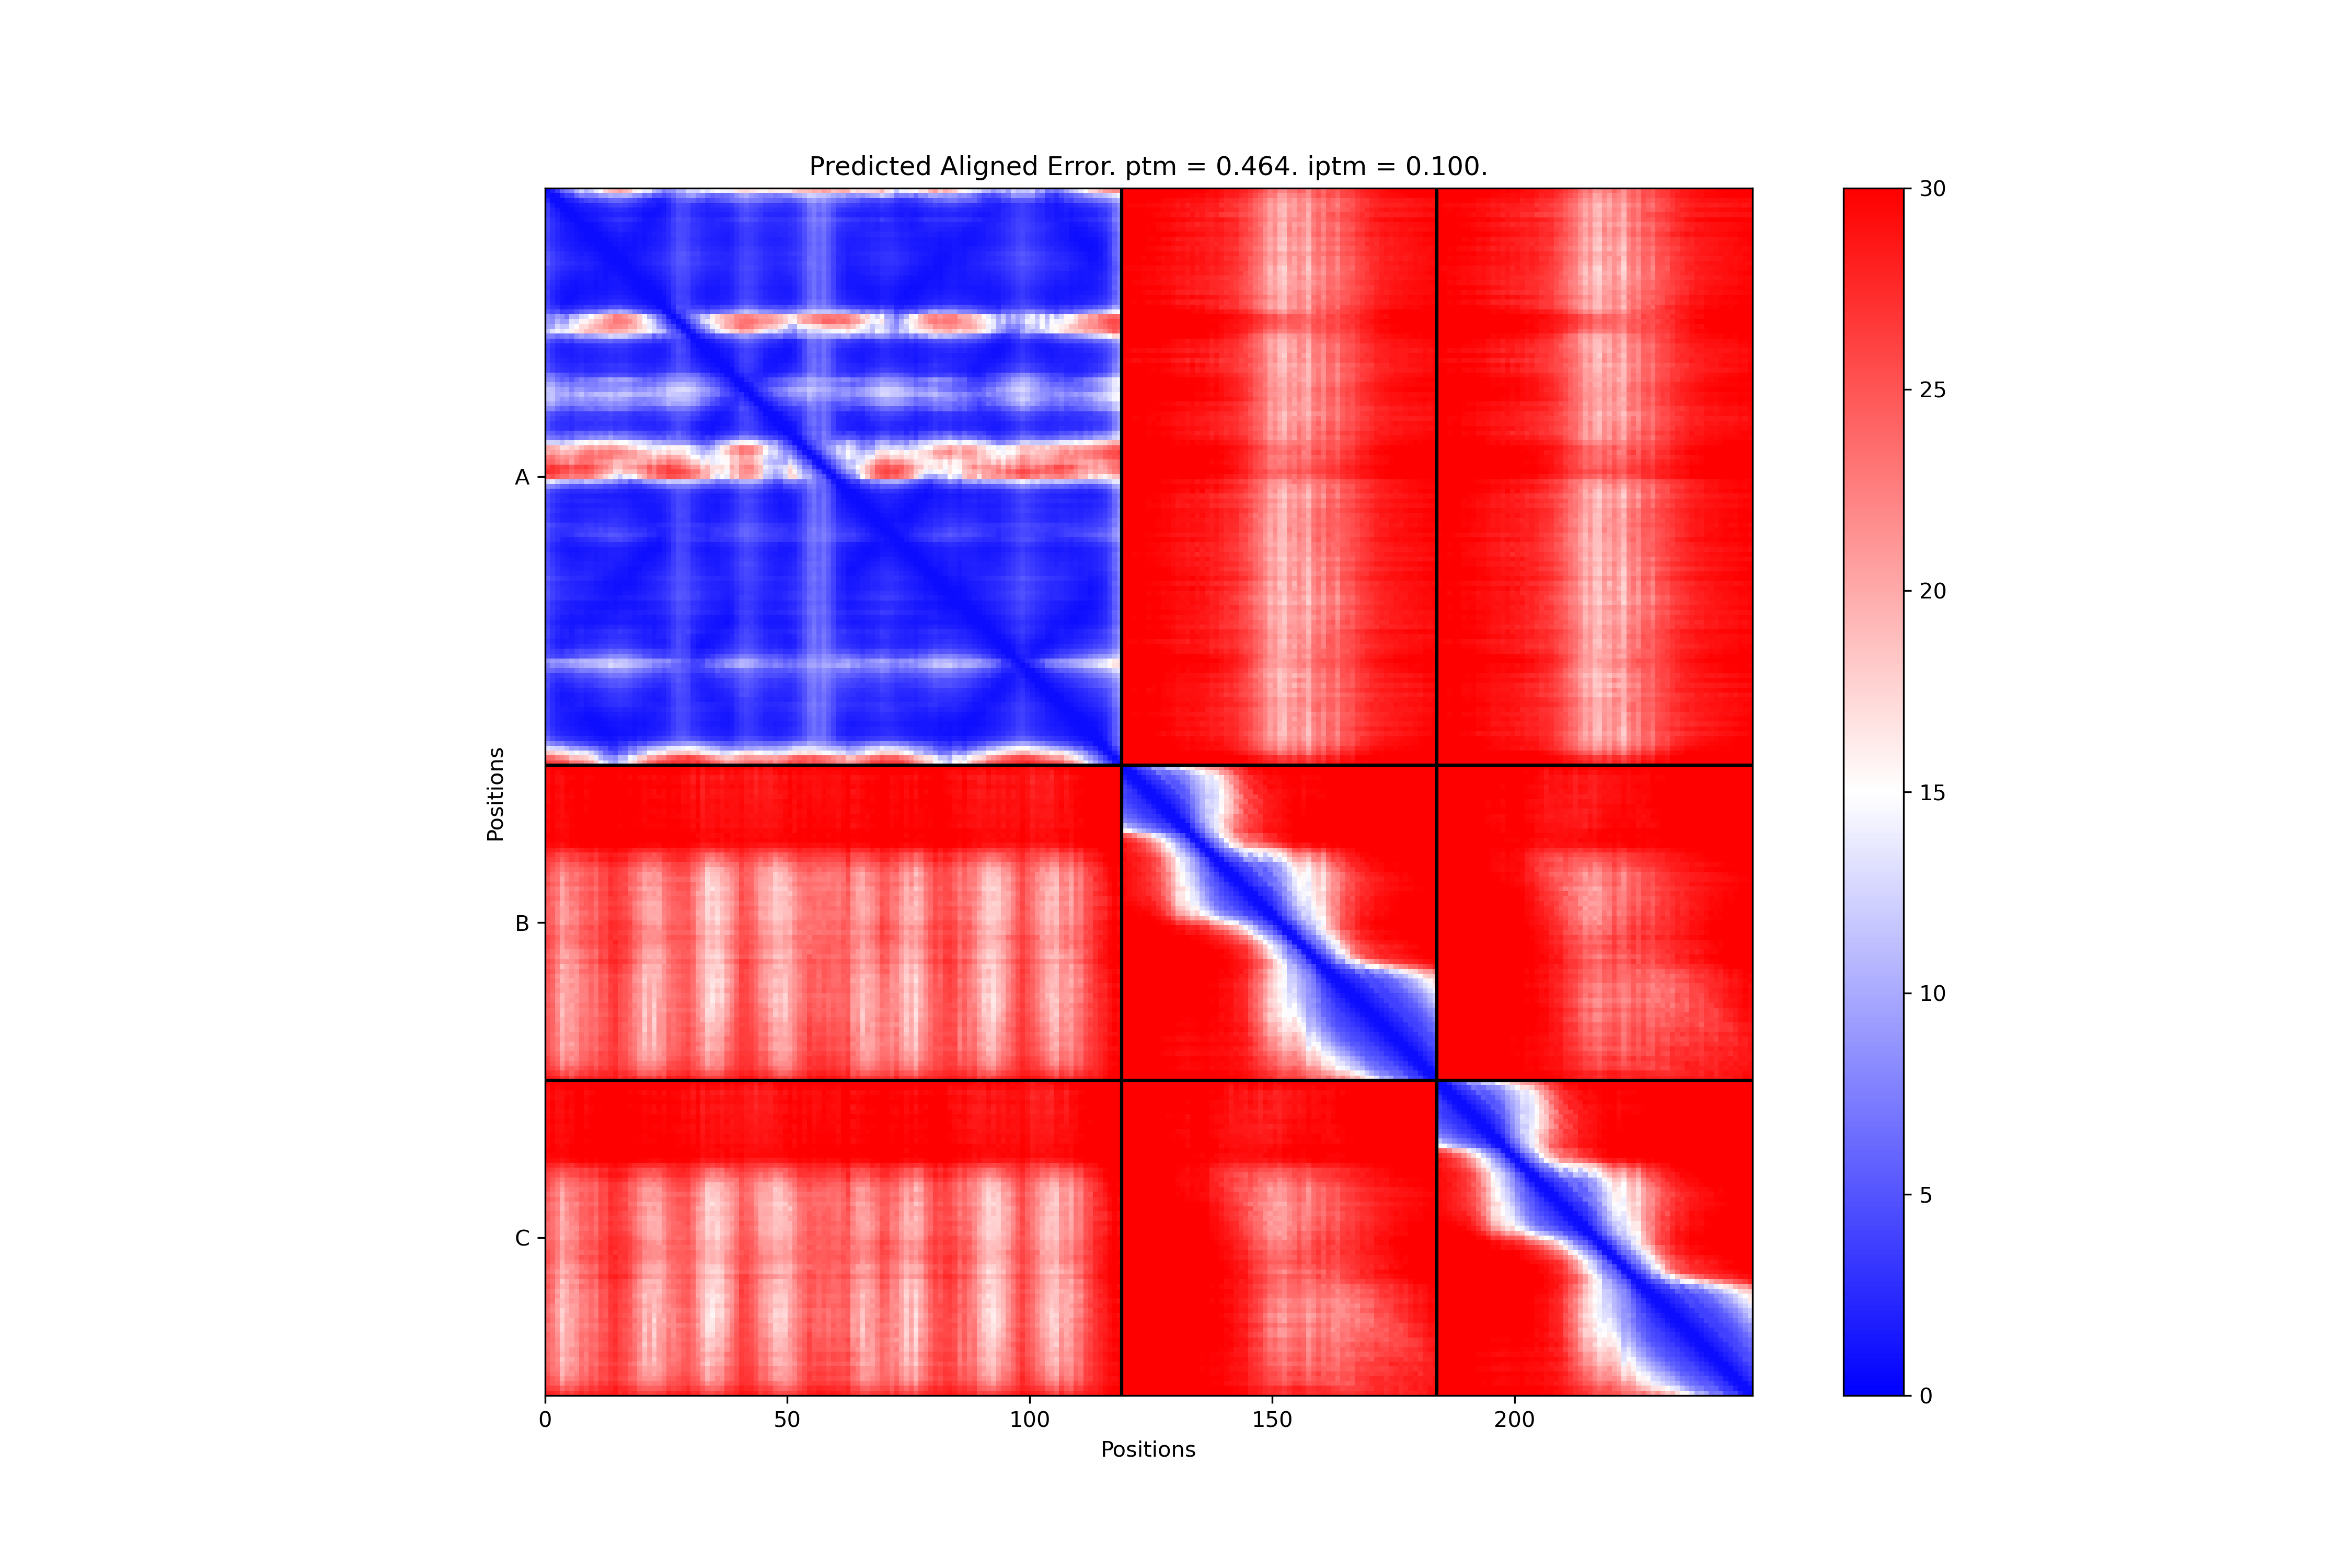 Predicted Aligned Error. ptm = 0.464. iptm = 0.100.
A
B
C
Positions
0 50 100 150 200
Positions
30
25
20
15
10
5
0